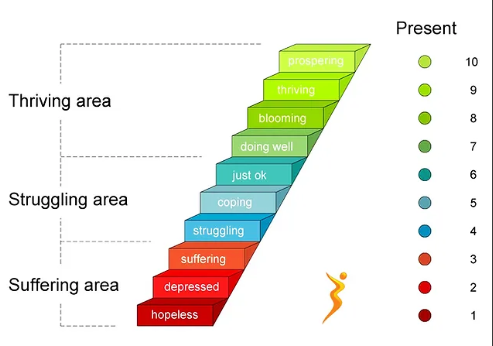 Present
prospering 10
Thriving area
thriving 9
blooming 8
doing well 7
just ok 6
Struggling area
coping 5
struggling 4
suffering 3
Suffering area
depressed 2
hopeless 1